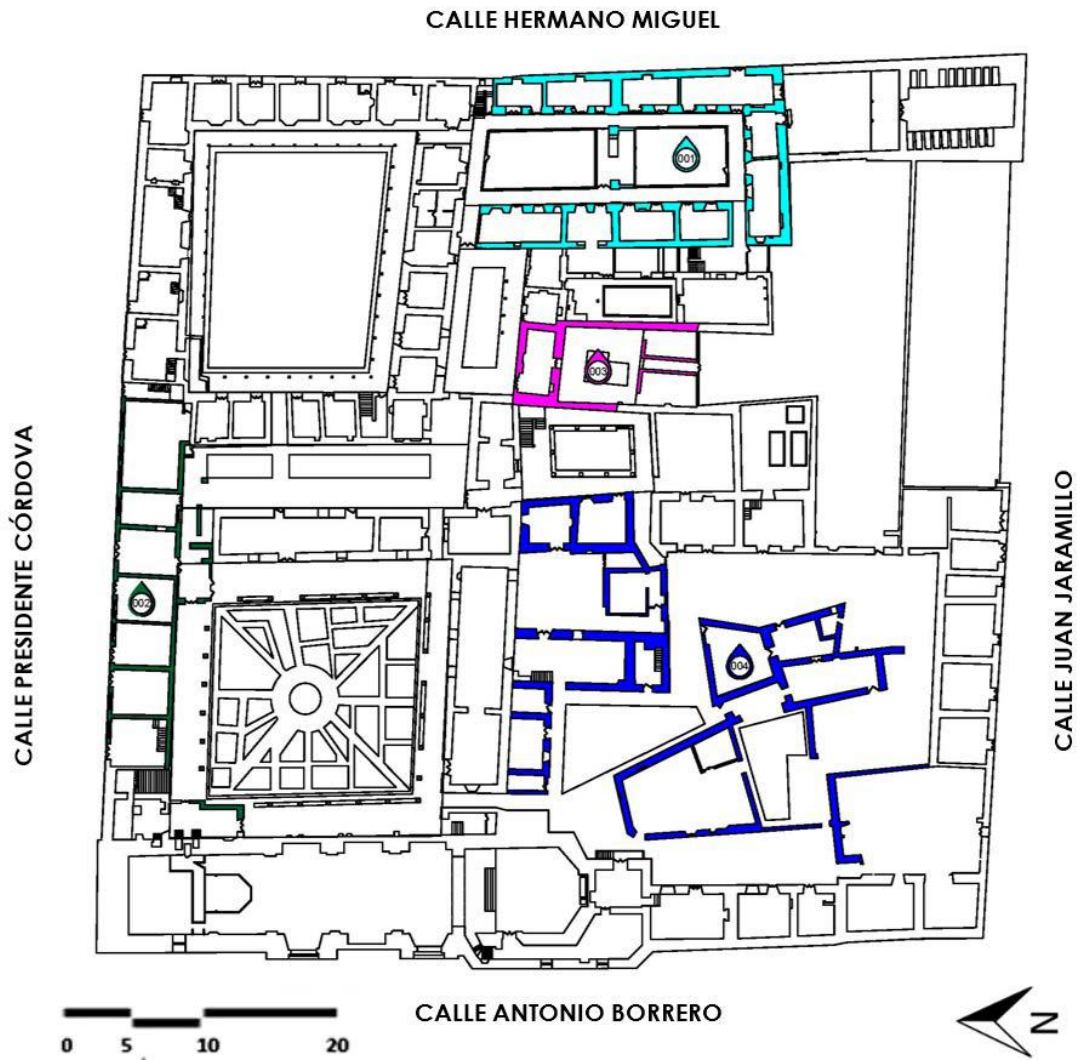 CALLE HERMANO MIGUEL
001
003
CALLE PRESIDENTE CÓRDOVA
002
004
CALLE JUAN JARAMILLO
CALLE ANTONIO BORRERO
0 5 10 20
N